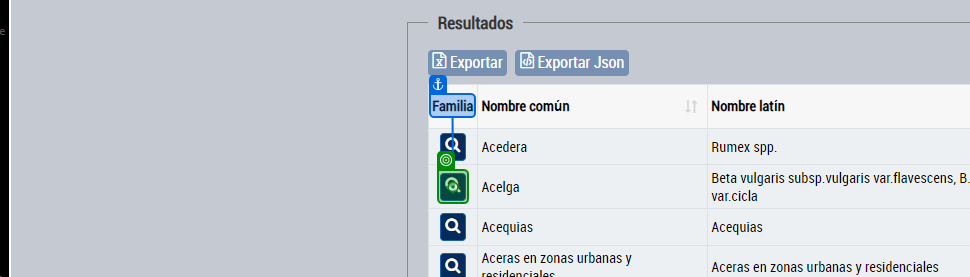 Resultados
Exportar Exportar Json
Familia Nombre común Nombre latín
Acedera Rumex spp.
Acelga Beta vulgaris subsp.vulgaris var.flavescens, B.
var.cicla
Acequias Acequias
Aceras en zonas urbanas y
residenciales Aceras en zonas urbanas y residenciales